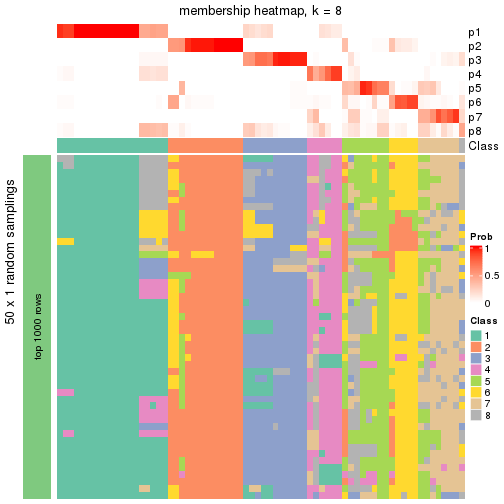 membership heatmap, k = 8
p1
p2
p3
p4
p5
p6
p7
p8
Class
50 x 1 random samplings
top 1000 rows
Prob
1
0.5
0
Class
1
2
3
4
5
6
7
8